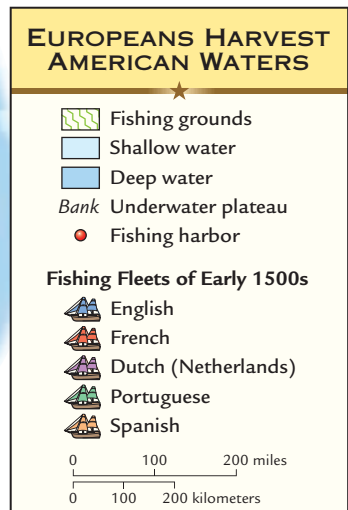 EUROPEANS HARVEST
AMERICAN WATERS
Fishing grounds
Shallow water
Deep water
Bank Underwater plateau
Fishing harbor
Fishing Fleets of Early 1500s
English
French
Dutch (Netherlands)
Portuguese
Spanish
0 100 200 miles
0 100 200 kilometers